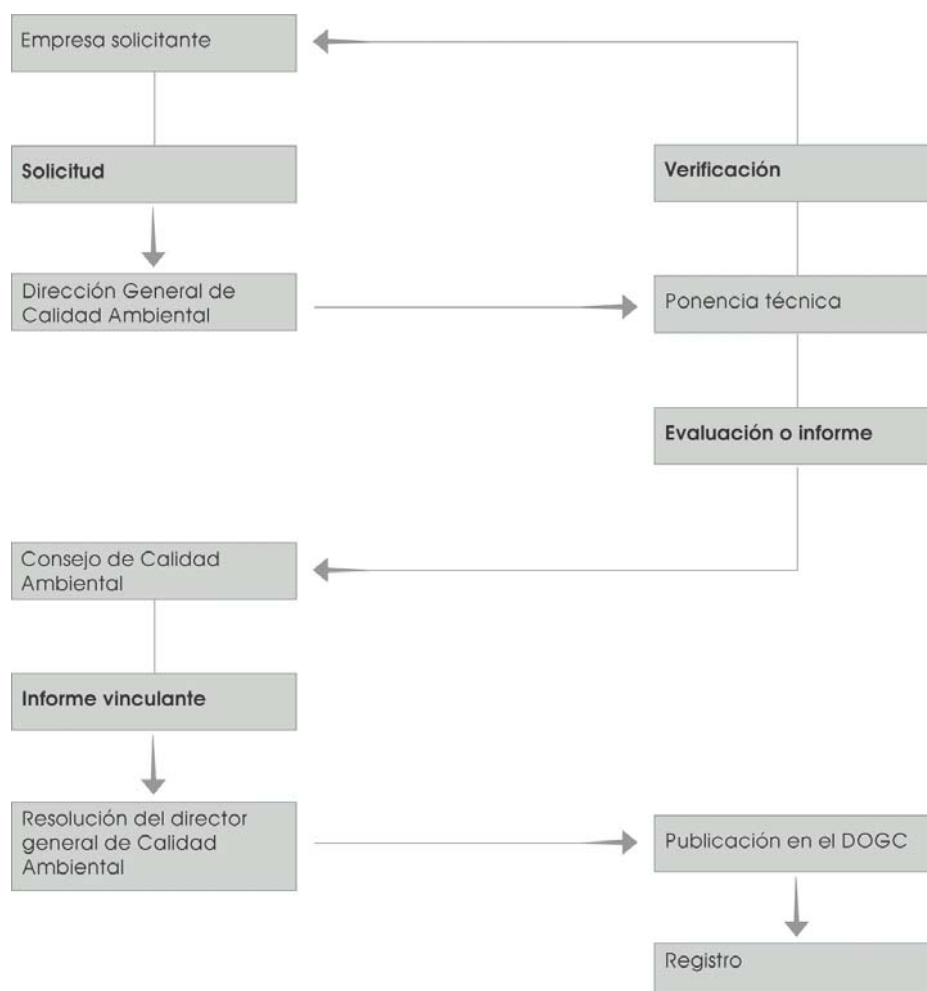 Empresa solicitante
Solicitud
Verificación
Dirección General de
Calidad Ambiental
Ponencia técnica
Evaluación o informe
Consejo de Calidad
Ambiental
Informe vinculante
Resolución del director
general de Calidad
Ambiental
Publicación en el DOGC
Registro